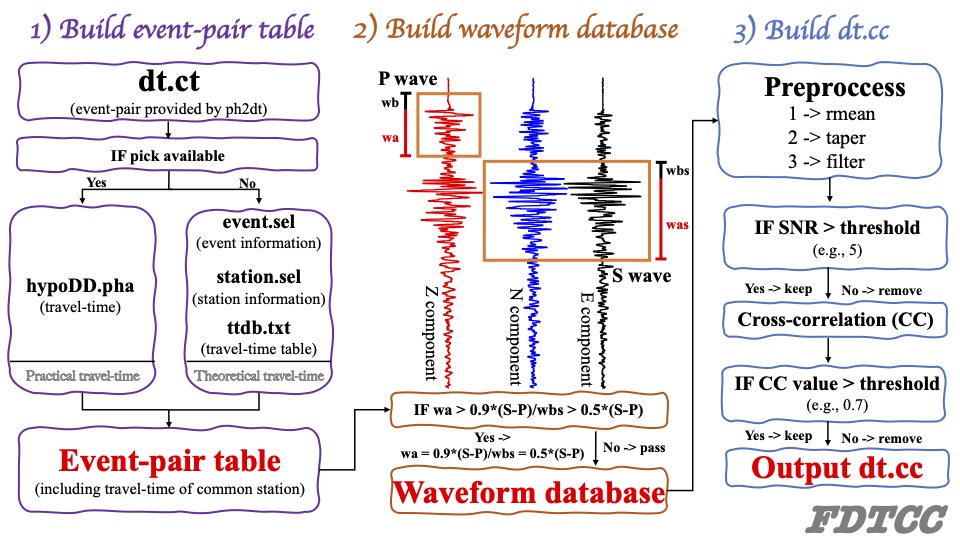 1) Build event-pair table
dt.ct
(event-pair provided by ph2dt)
IF pick available
Yes
No
hypoDD.pha
(travel-time)
Practical travel-time
event.sel
(event information)
station.sel
(station information)
ttdb.txt
(travel-time table)
Theoretical travel-time
Event-pair table
(including travel-time of common station)
2) Build waveform database
P wave
wb
wa
wbs
was
S wave
Z component
N component
E component
IF wa > 0.9*(S-P)/wbs > 0.5*(S-P)
Yes ->
wa = 0.9*(S-P)/wbs = 0.5*(S-P)
No -> pass
Waveform database
3) Build dt.cc
Preproccess
1 -> rmean
2 -> taper
3 -> filter
IF SNR > threshold
(e.g., 5)
Yes -> keep
No -> remove
Cross-correlation (CC)
IF CC value > threshold
(e.g., 0.7)
Yes -> keep
No -> remove
Output dt.cc
FDTCC